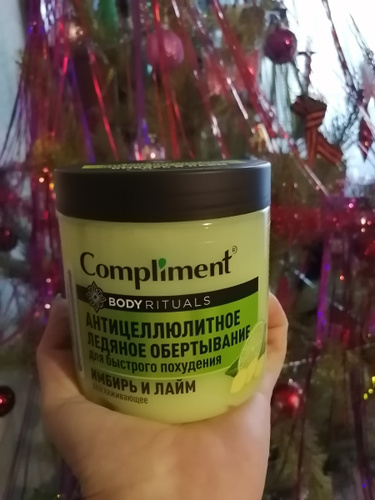 Compliment®
BODY RITUALS
АНТИЦЕЛЛЮЛИТНОЕ
ЛЕДЯНОЕ ОБЕРТЫВАНИЕ
для быстрого похудения
ИМБИРЬ И ЛАЙМ